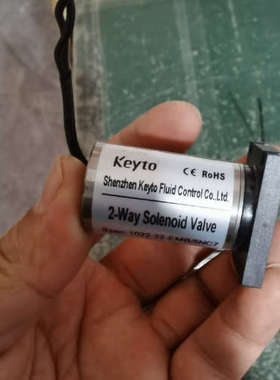 Keyto CE RoHS
Shenzhen Keyto Fluid Control Co.,Ltd.
2-Way Solenoid Valve